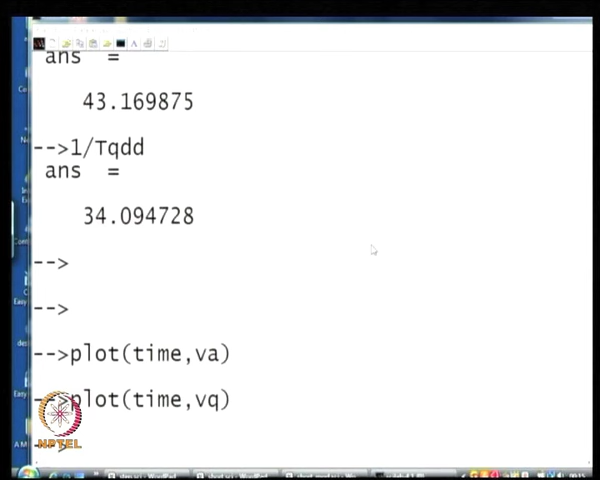 ans =
43.169875
-->1/Tqdd
ans =
34.094728
-->
-->
-->plot(time,va)
-->plot(time,vq)
-->
NPTEL